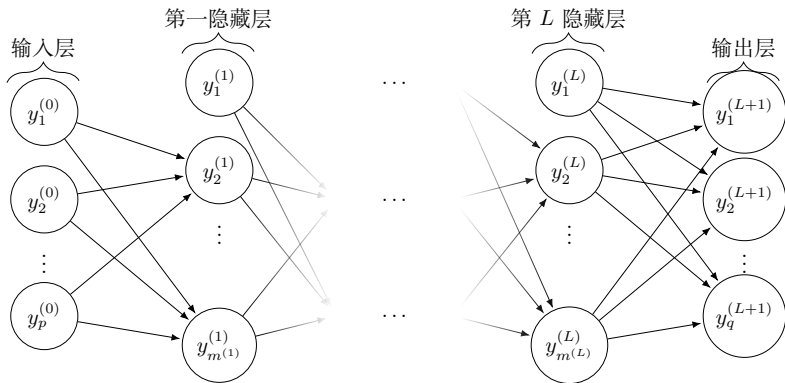 输入层
第一隐藏层
第 L 隐藏层
输出层
y_1^{(0)}
y_2^{(0)}
⋮
y_p^{(0)}
y_1^{(1)}
y_2^{(1)}
⋮
y_{m^{(1)}}^{(1)}
...
...
...
y_1^{(L)}
y_2^{(L)}
⋮
y_{m^{(L)}}^{(L)}
y_1^{(L+1)}
y_2^{(L+1)}
⋮
y_q^{(L+1)}